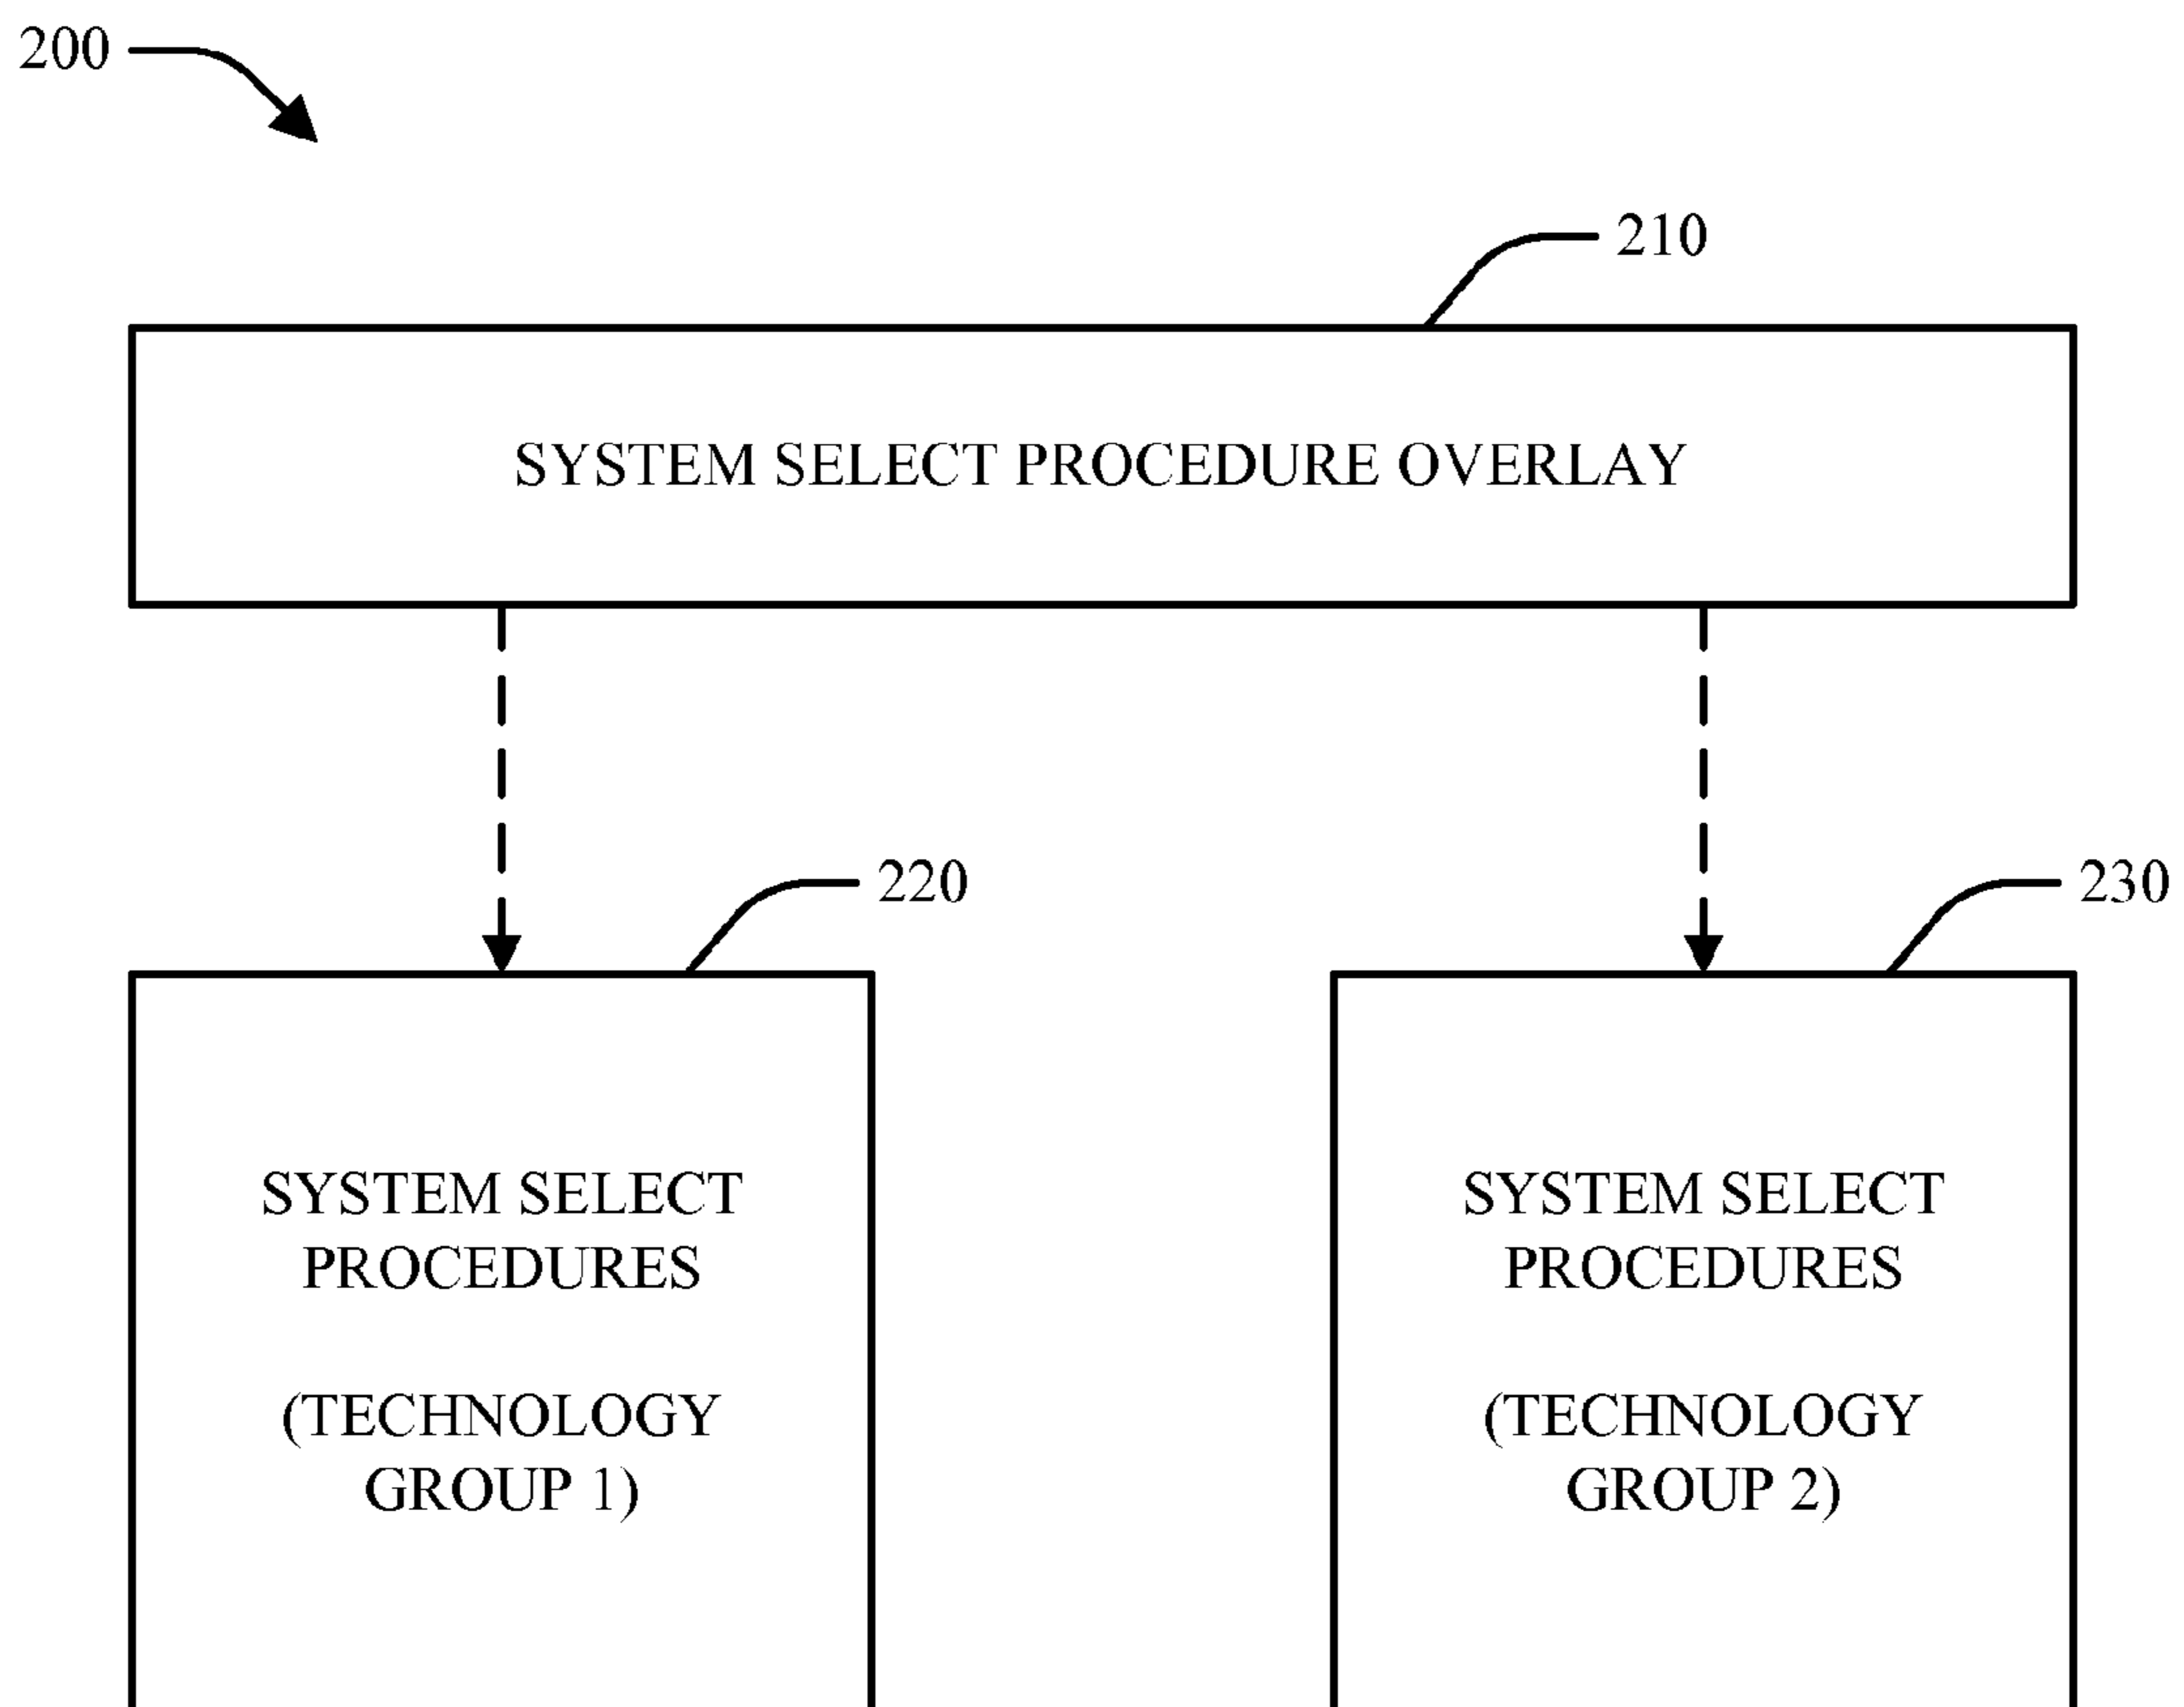 200
210
SYSTEM SELECT PROCEDURE OVERLAY
220
230
SYSTEM SELECT
PROCEDURES
(TECHNOLOGY
GROUP 1)
SYSTEM SELECT
PROCEDURES
(TECHNOLOGY
GROUP 2)